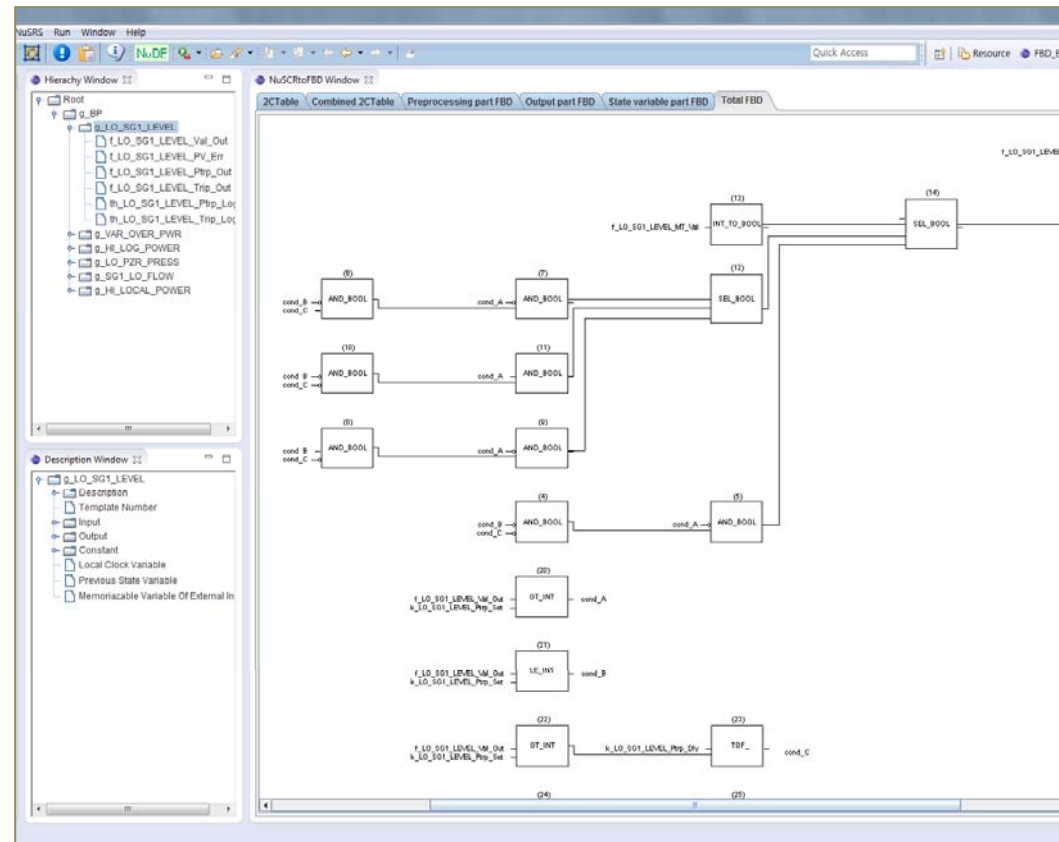 NuSRS Run Window Help
NuDE
Quick Access
Resource
FBD_E
Hierachy Window
Root
g_BP
g_LO_SG1_LEVEL
f_LO_SG1_LEVEL_Val_Out
f_LO_SG1_LEVEL_PV_Err
f_LO_SG1_LEVEL_Ptrp_Out
f_LO_SG1_LEVEL_Trip_Out
th_LO_SG1_LEVEL_Ptrp_Log
th_LO_SG1_LEVEL_Trip_Log
g_VAR_OVER_PWR
g_HI_LOG_POWER
g_LO_PZR_PRESS
g_SG1_LO_FLOW
g_HI_LOCAL_POWER
Description Window
g_LO_SG1_LEVEL
Description
Template Number
Input
Output
Constant
Local Clock Variable
Previous State Variable
Memoriazable Variable Of External In
NuSCRtoFBD Window
2CTable Combined 2CTable Preprocessing part FBD Output part FBD State variable part FBD Total FBD
f_LO_SG1_LEVE
(13) (14)
f_LO_SG1_LEVEL_MT_Val INT_TO_BOOL SEL_BOOL
(7) (12)
cond_B AND_BOOL cond_A AND_BOOL SEL_BOOL
cond_C
(10) (11)
cond_B AND_BOOL cond_A AND_BOOL
cond_C
(9)
cond_B AND_BOOL cond_A AND_BOOL
cond_C
(4) (5)
cond_B AND_BOOL cond_A AND_BOOL
cond_C
(20)
f_LO_SG1_LEVEL_Val_Out GT_INT cond_A
k_LO_SG1_LEVEL_Ptrp_Set
(21)
f_LO_SG1_LEVEL_Val_Out LE_INT cond_B
k_LO_SG1_LEVEL_Ptrp_Set
(22) (23)
f_LO_SG1_LEVEL_Val_Out GT_INT k_LO_SG1_LEVEL_Ptrp_Dly TOF_ cond_C
k_LO_SG1_LEVEL_Ptrp_Set
(24) (25)